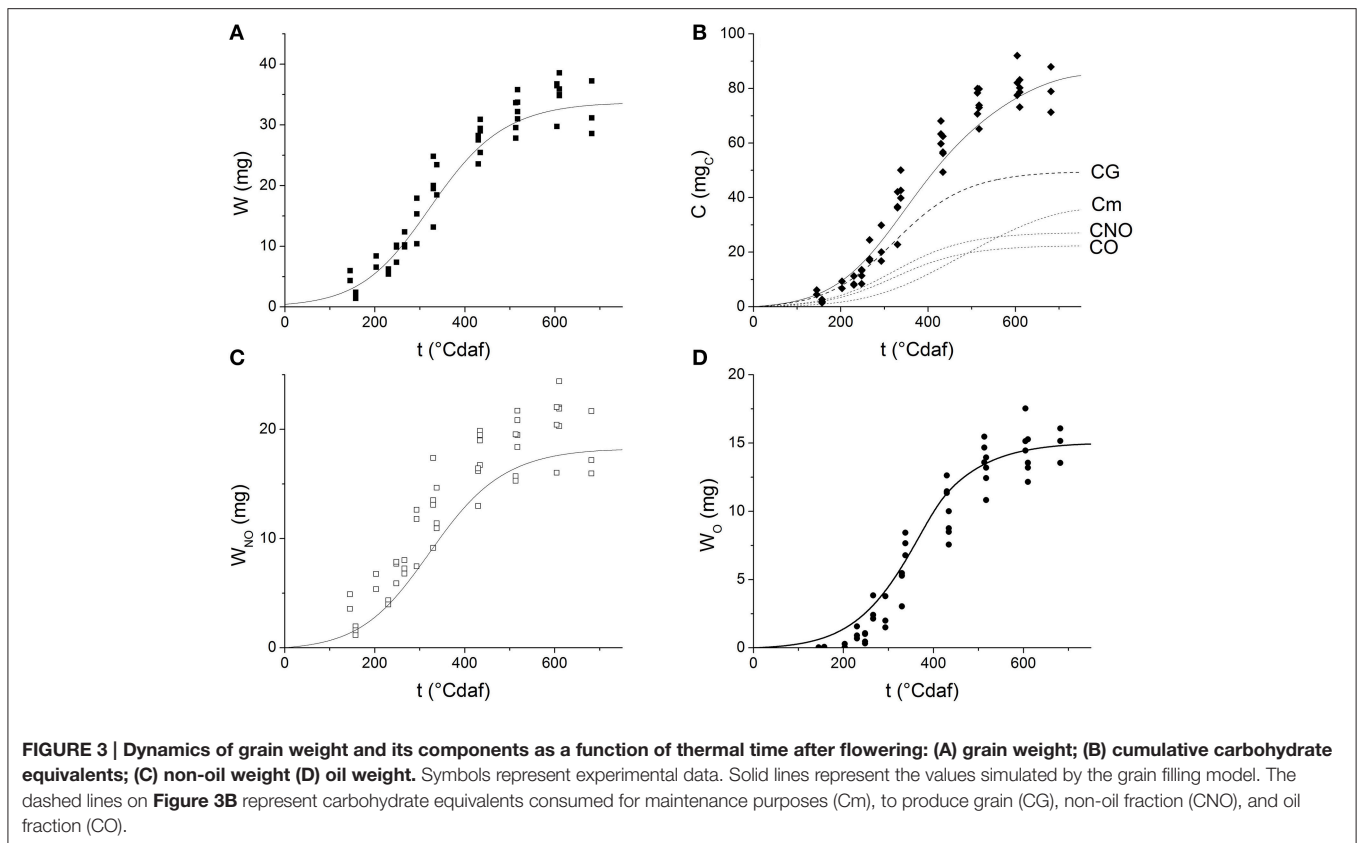 A
W (mg)
40
30
20
10
0
0 200 400 600
t (°Cdaf)
B
C (mgC)
100
80
60
40
20
0
CG
Cm
CNO
CO
0 200 400 600
t (°Cdaf)
C
WNO (mg)
20
10
0
0 200 400 600
t (°Cdaf)
D
WO (mg)
20
15
10
5
0
0 200 400 600
t (°Cdaf)
FIGURE 3 | Dynamics of grain weight and its components as a function of thermal time after flowering: (A) grain weight; (B) cumulative carbohydrate
equivalents; (C) non-oil weight (D) oil weight. Symbols represent experimental data. Solid lines represent the values simulated by the grain filling model. The
dashed lines on Figure 3B represent carbohydrate equivalents consumed for maintenance purposes (Cm), to produce grain (CG), non-oil fraction (CNO), and oil
fraction (CO).